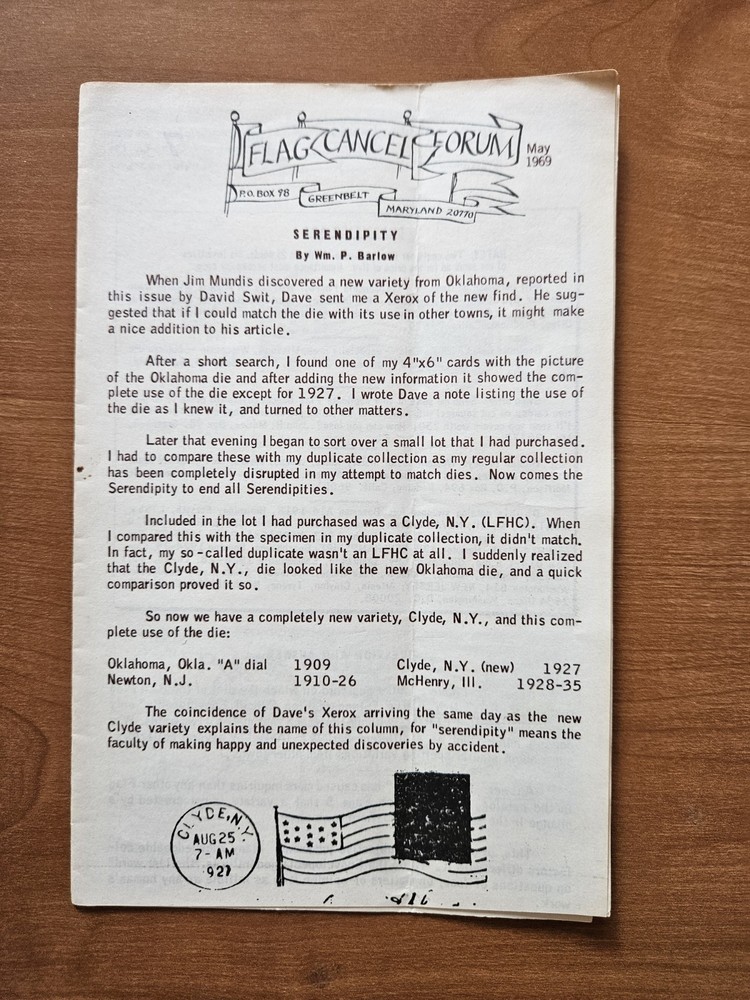 FLAG CANCEL FORUM
May
1969
P.O. BOX 98 GREENBELT MARYLAND 20770
SERENDIPITY
By Wm. P. Barlow
When Jim Mundis discovered a new variety from Oklahoma, reported in
this issue by David Swit, Dave sent me a Xerox of the new find. He sug-
gested that if I could match the die with its use in other towns, it might make
a nice addition to his article.
After a short search, I found one of my 4"x6" cards with the picture
of the Oklahoma die and after adding the new information it showed the com-
plete use of the die except for 1927. I wrote Dave a note listing the use of
the die as I knew it, and turned to other matters.
Later that evening I began to sort over a small lot that I had purchased.
I had to compare these with my duplicate collection as my regular collection
has been completely disrupted in my attempt to match dies. Now comes the
Serendipity to end all Serendipities.
Included in the lot I had purchased was a Clyde, N.Y. (LFHC). When
I compared this with the specimen in my duplicate collection, it didn't match.
In fact, my so-called duplicate wasn't an LFHC at all. I suddenly realized
that the Clyde, N.Y., die looked like the new Oklahoma die, and a quick
comparison proved it so.
So now we have a completely new variety, Clyde, N.Y., and this com-
plete use of the die:
Oklahoma, Okla. "A" dial 1909 Clyde, N.Y. (new) 1927
Newton, N.J. 1910-26 McHenry, Ill. 1928-35
The coincidence of Dave's Xerox arriving the same day as the new
Clyde variety explains the name of this column, for "serendipity" means the
faculty of making happy and unexpected discoveries by accident.
CLYDE, N.Y.
AUG 25
7-AM
1927